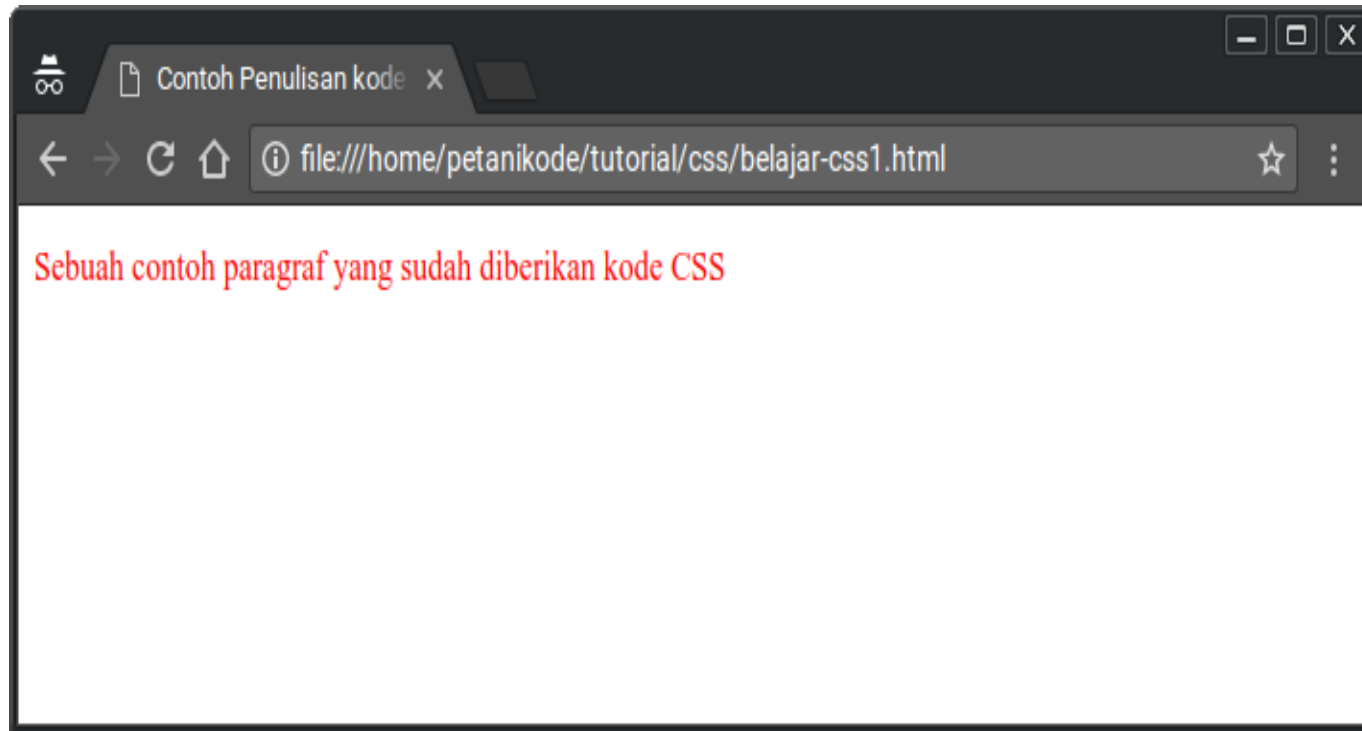 Contoh Penulisan kode
file:///home/petanikode/tutorial/css/belajar-css1.html
Sebuah contoh paragraf yang sudah diberikan kode CSS